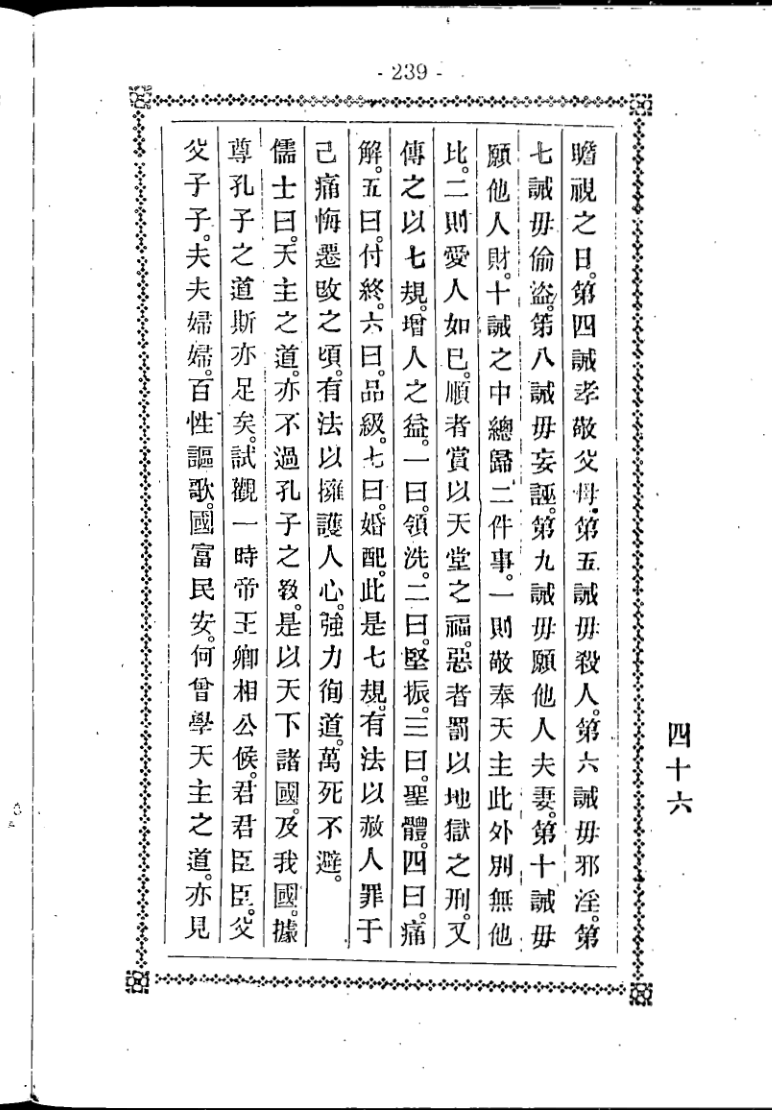 - 239 -
瞻視之日。第四誡孝敬父母。第五誡毋殺人。第六誡毋邪淫。第
七誡毋偷盜。第八誡毋妄誣。第九誡毋願他人夫妻。第十誡毋
願他人財。十誡之中總歸二件事。一則敬奉天主此外別無他
比。二則愛人如已。順者賞以天堂之福。惡者罰以地獄之刑。又
傳之以七規。增人之益。一曰。領洗。二曰。堅振。三曰。聖體。四曰。痛
解。五曰。付終。六曰。品級。七曰。婚配。此是七規。有法以赦人罪于
己痛悔惡改之頃。有法以擁護人心。強力徇道。萬死不避。
儒士曰。天主之道。亦不過孔子之教。是以天下諸國。及我國。據
尊孔子之道斯亦足矣。試觀一時帝王卿相公候。君君臣臣。父
父子子。夫夫婦婦。百性謳歌。國富民安。何曾學天主之道。亦見
四十六